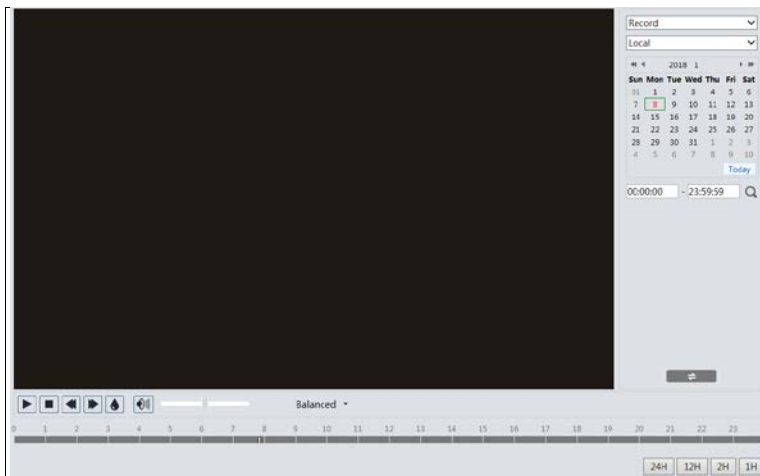 Record
Local
2018 1
Sun Mon Tue Wed Thu Fri Sat
31 1 2 3 4 5 6
7 8 9 10 11 12 13
14 15 16 17 18 19 20
21 22 23 24 25 26 27
28 29 30 31 1 2 3
4 5 6 7 8 9 10
Today
00:00:00 - 23:59:59
Balanced
0 1 2 3 4 5 6 7 8 9 10 11 12 13 14 15 16 17 18 19 20 21 22 23
24H 12H 2H 1H